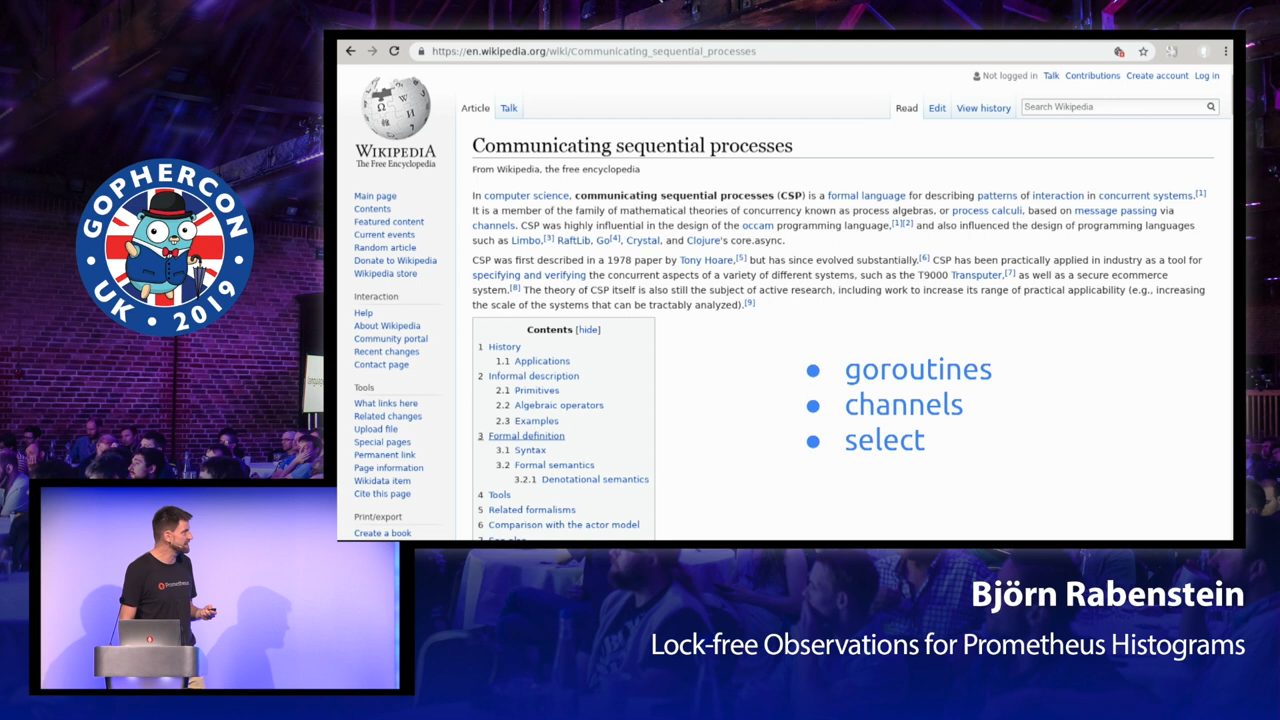 https://en.wikipedia.org/wiki/Communicating_sequential_processes
Not logged in Talk Contributions Create account Log in
Article Talk Read Edit View history Search Wikipedia
WIKIPEDIA
The Free Encyclopedia
Main page
Contents
Featured content
Current events
Random article
Donate to Wikipedia
Wikipedia store
Interaction
Help
About Wikipedia
Community portal
Recent changes
Contact page
Tools
What links here
Related changes
Upload file
Special pages
Permanent link
Page information
Wikidata item
Cite this page
Print/export
Create a book
Communicating sequential processes
From Wikipedia, the free encyclopedia
In computer science, communicating sequential processes (CSP) is a formal language for describing patterns of interaction in concurrent systems.[1]
It is a member of the family of mathematical theories of concurrency known as process algebras, or process calculi, based on message passing via
channels. CSP was highly influential in the design of the occam programming language,[1][2] and also influenced the design of programming languages
such as Limbo,[3] RaftLib, Go[4], Crystal, and Clojure's core.async.
CSP was first described in a 1978 paper by Tony Hoare,[5] but has since evolved substantially.[6] CSP has been practically applied in industry as a tool for
specifying and verifying the concurrent aspects of a variety of different systems, such as the T9000 Transputer,[7] as well as a secure ecommerce
system.[8] The theory of CSP itself is also still the subject of active research, including work to increase its range of practical applicability (e.g., increasing
the scale of the systems that can be tractably analyzed).[9]
Contents [hide]
1 History
1.1 Applications
2 Informal description
2.1 Primitives
2.2 Algebraic operators
2.3 Examples
3 Formal definition
3.1 Syntax
3.2 Formal semantics
3.2.1 Denotational semantics
4 Tools
5 Related formalisms
6 Comparison with the actor model
• goroutines
• channels
• select
GOPHERCON
UK • 2019
Prometheus
Björn Rabenstein
Lock-free Observations for Prometheus Histograms